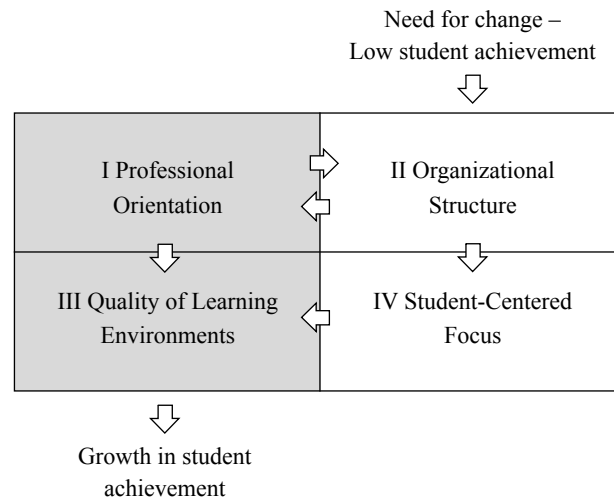 Need for change –
Low student achievement
I Professional
Orientation
II Organizational
Structure
III Quality of Learning
Environments
IV Student-Centered
Focus
Growth in student
achievement